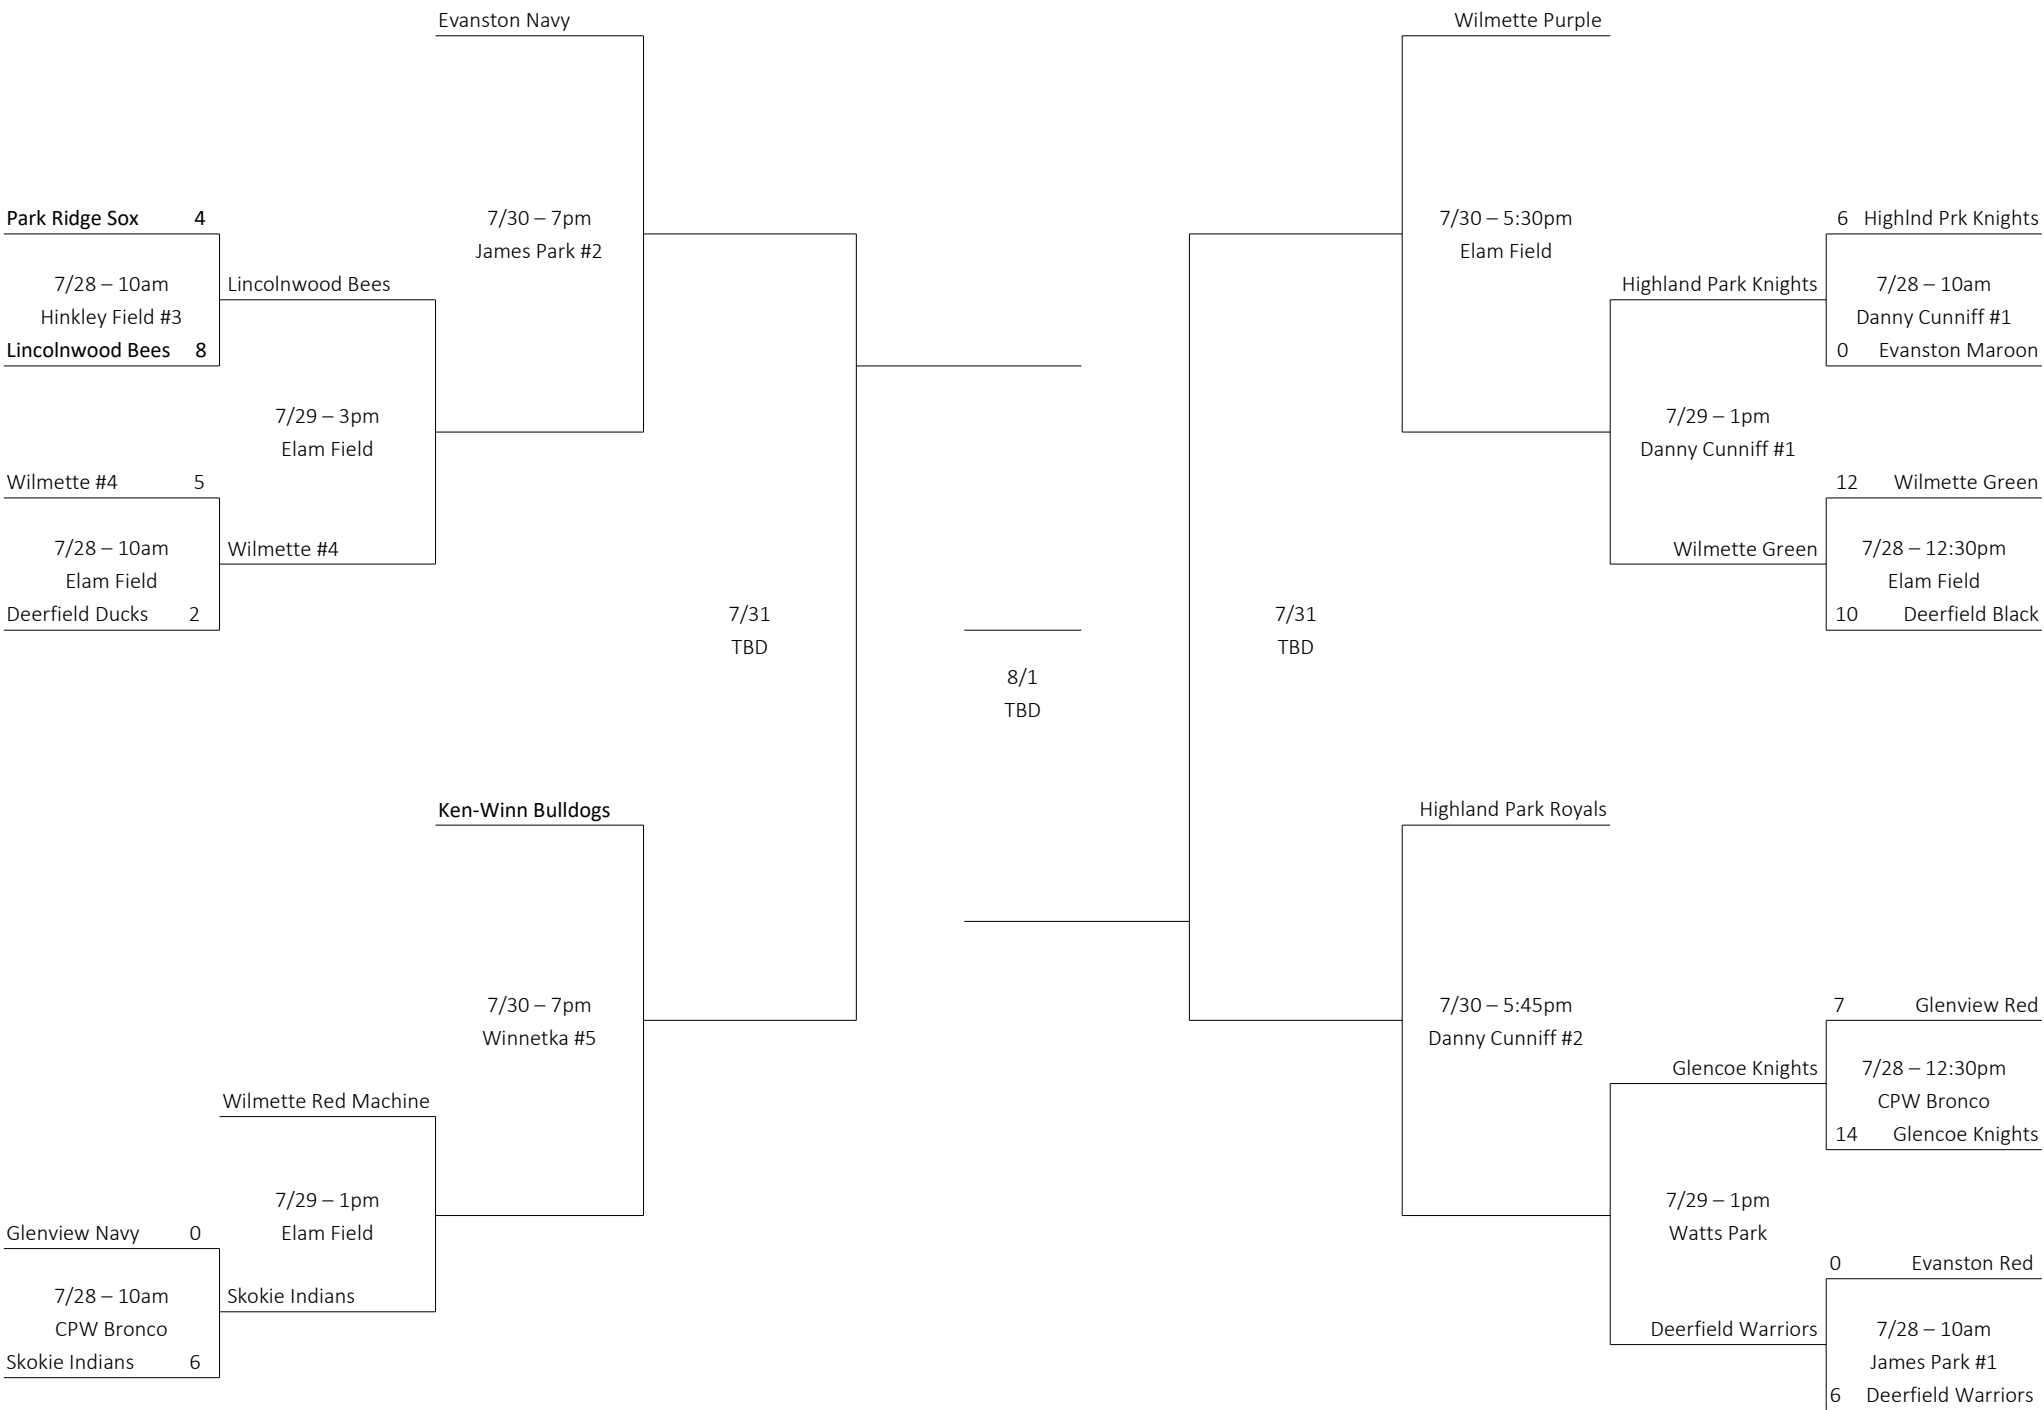 Evanston Navy
Wilmette Purple
Park Ridge Sox 4
7/30 – 7pm
James Park #2
7/30 – 5:30pm
Elam Field
6 Highlnd Prk Knights
7/28 – 10am
Hinkley Field #3
Lincolnwood Bees
Highland Park Knights
7/28 – 10am
Danny Cunniff #1
Lincolnwood Bees 8
0 Evanston Maroon
7/29 – 3pm
Elam Field
7/29 – 1pm
Danny Cunniff #1
Wilmette #4 5
12 Wilmette Green
7/28 – 10am
Elam Field
Wilmette #4
Wilmette Green
7/28 – 12:30pm
Elam Field
Deerfield Ducks 2
7/31
TBD
7/31
TBD
10 Deerfield Black
8/1
TBD
Ken-Winn Bulldogs
Highland Park Royals
7/30 – 7pm
Winnetka #5
7/30 – 5:45pm
Danny Cunniff #2
7 Glenview Red
Glencoe Knights
7/28 – 12:30pm
CPW Bronco
Wilmette Red Machine
14 Glencoe Knights
7/29 – 1pm
Elam Field
7/29 – 1pm
Watts Park
Glenview Navy 0
0 Evanston Red
7/28 – 10am
CPW Bronco
Skokie Indians
Deerfield Warriors
7/28 – 10am
James Park #1
Skokie Indians 6
6 Deerfield Warriors